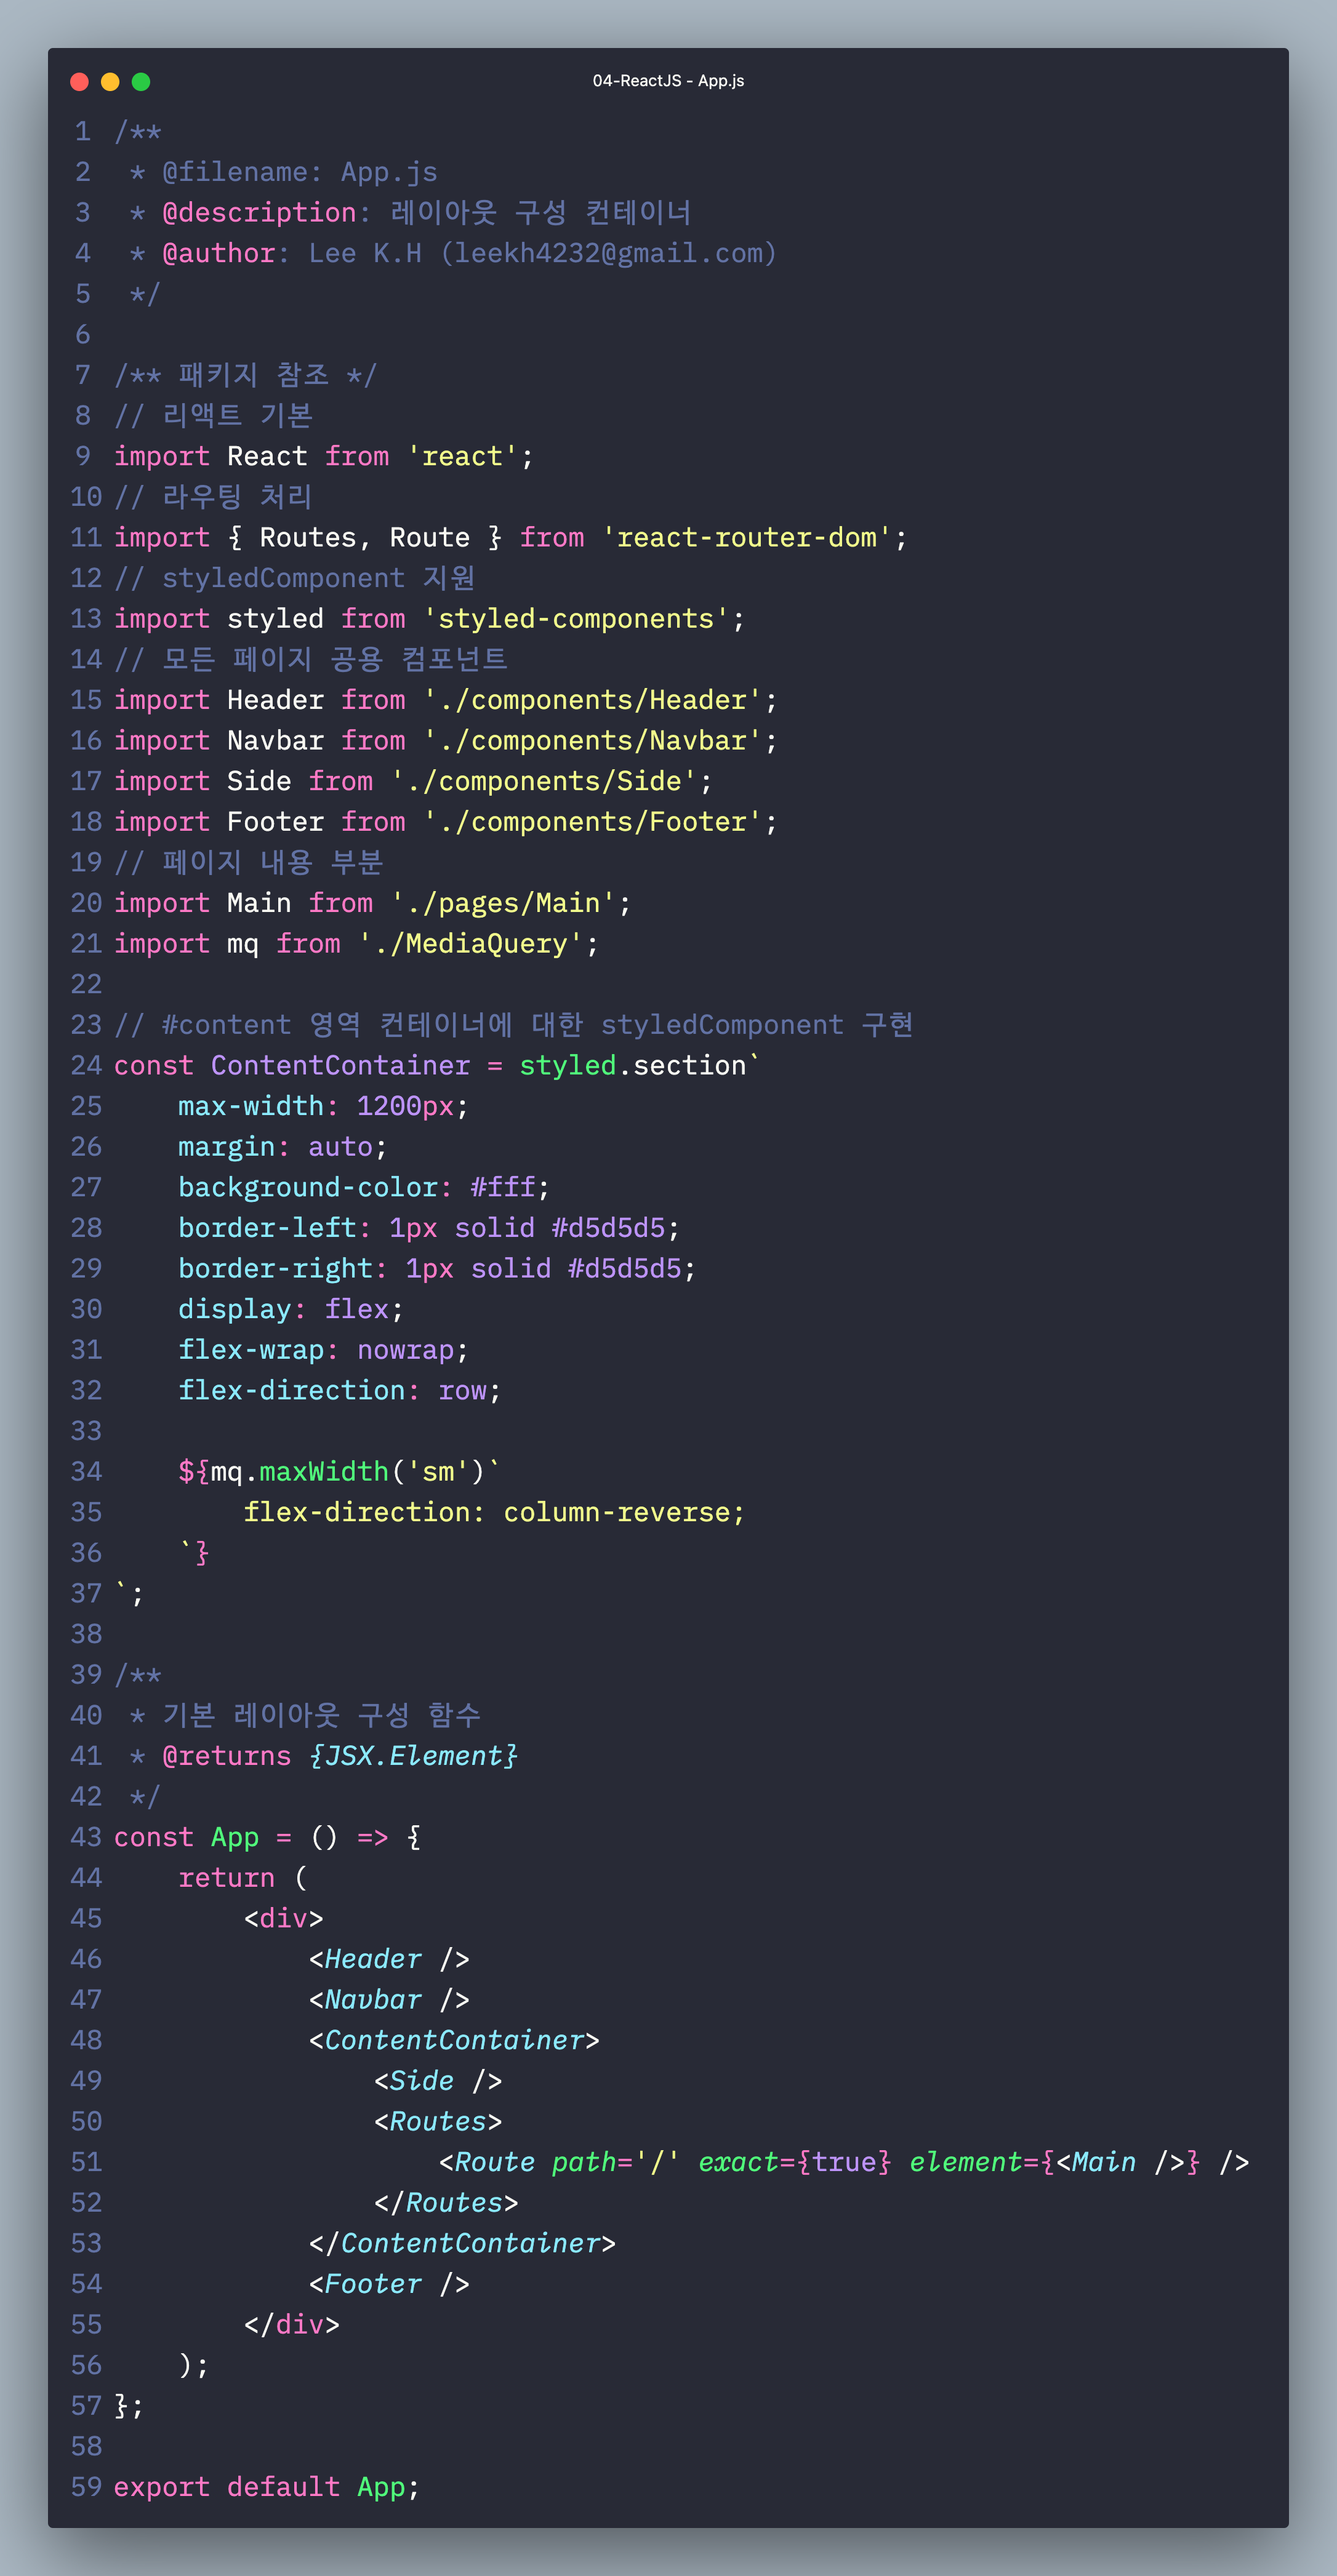 04-ReactJS - App.js
1 /**
2  * @filename: App.js
3  * @description: 레이아웃 구성 컨테이너
4  * @author: Lee K.H (leekh4232@gmail.com)
5  */
6
7 /** 패키지 참조 */
8 // 리액트 기본
9 import React from 'react';
10 // 라우팅 처리
11 import { Routes, Route } from 'react-router-dom';
12 // styledComponent 지원
13 import styled from 'styled-components';
14 // 모든 페이지 공용 컴포넌트
15 import Header from './components/Header';
16 import Navbar from './components/Navbar';
17 import Side from './components/Side';
18 import Footer from './components/Footer';
19 // 페이지 내용 부분
20 import Main from './pages/Main';
21 import mq from './MediaQuery';
22
23 // #content 영역 컨테이너에 대한 styledComponent 구현
24 const ContentContainer = styled.section`
25     max-width: 1200px;
26     margin: auto;
27     background-color: #fff;
28     border-left: 1px solid #d5d5d5;
29     border-right: 1px solid #d5d5d5;
30     display: flex;
31     flex-wrap: nowrap;
32     flex-direction: row;
33
34     ${mq.maxWidth('sm')`
35         flex-direction: column-reverse;
36     `}
37 `;
38
39 /**
40  * 기본 레이아웃 구성 함수
41  * @returns {JSX.Element}
42  */
43 const App = () => {
44     return (
45         <div>
46             <Header />
47             <Navbar />
48             <ContentContainer>
49                 <Side />
50                 <Routes>
51                     <Route path='/' exact={true} element={<Main />} />
52                 </Routes>
53             </ContentContainer>
54             <Footer />
55         </div>
56     );
57 };
58
59 export default App;